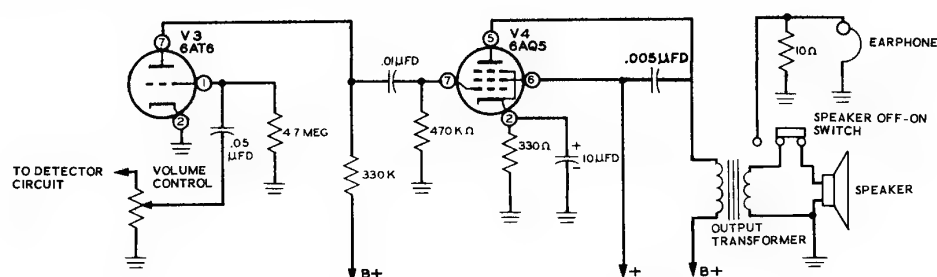 V3
6AT6
7
1
2
.05
µFD
4.7 MEG
TO DETECTOR
CIRCUIT
VOLUME
CONTROL
.01µFD
330K
B+
V4
6AQ5
5
7
6
2
470KΩ
330Ω
+
-
10µFD
.005µFD
+
B+
OUTPUT
TRANSFORMER
10Ω
EARPHONE
SPEAKER OFF-ON
SWITCH
SPEAKER